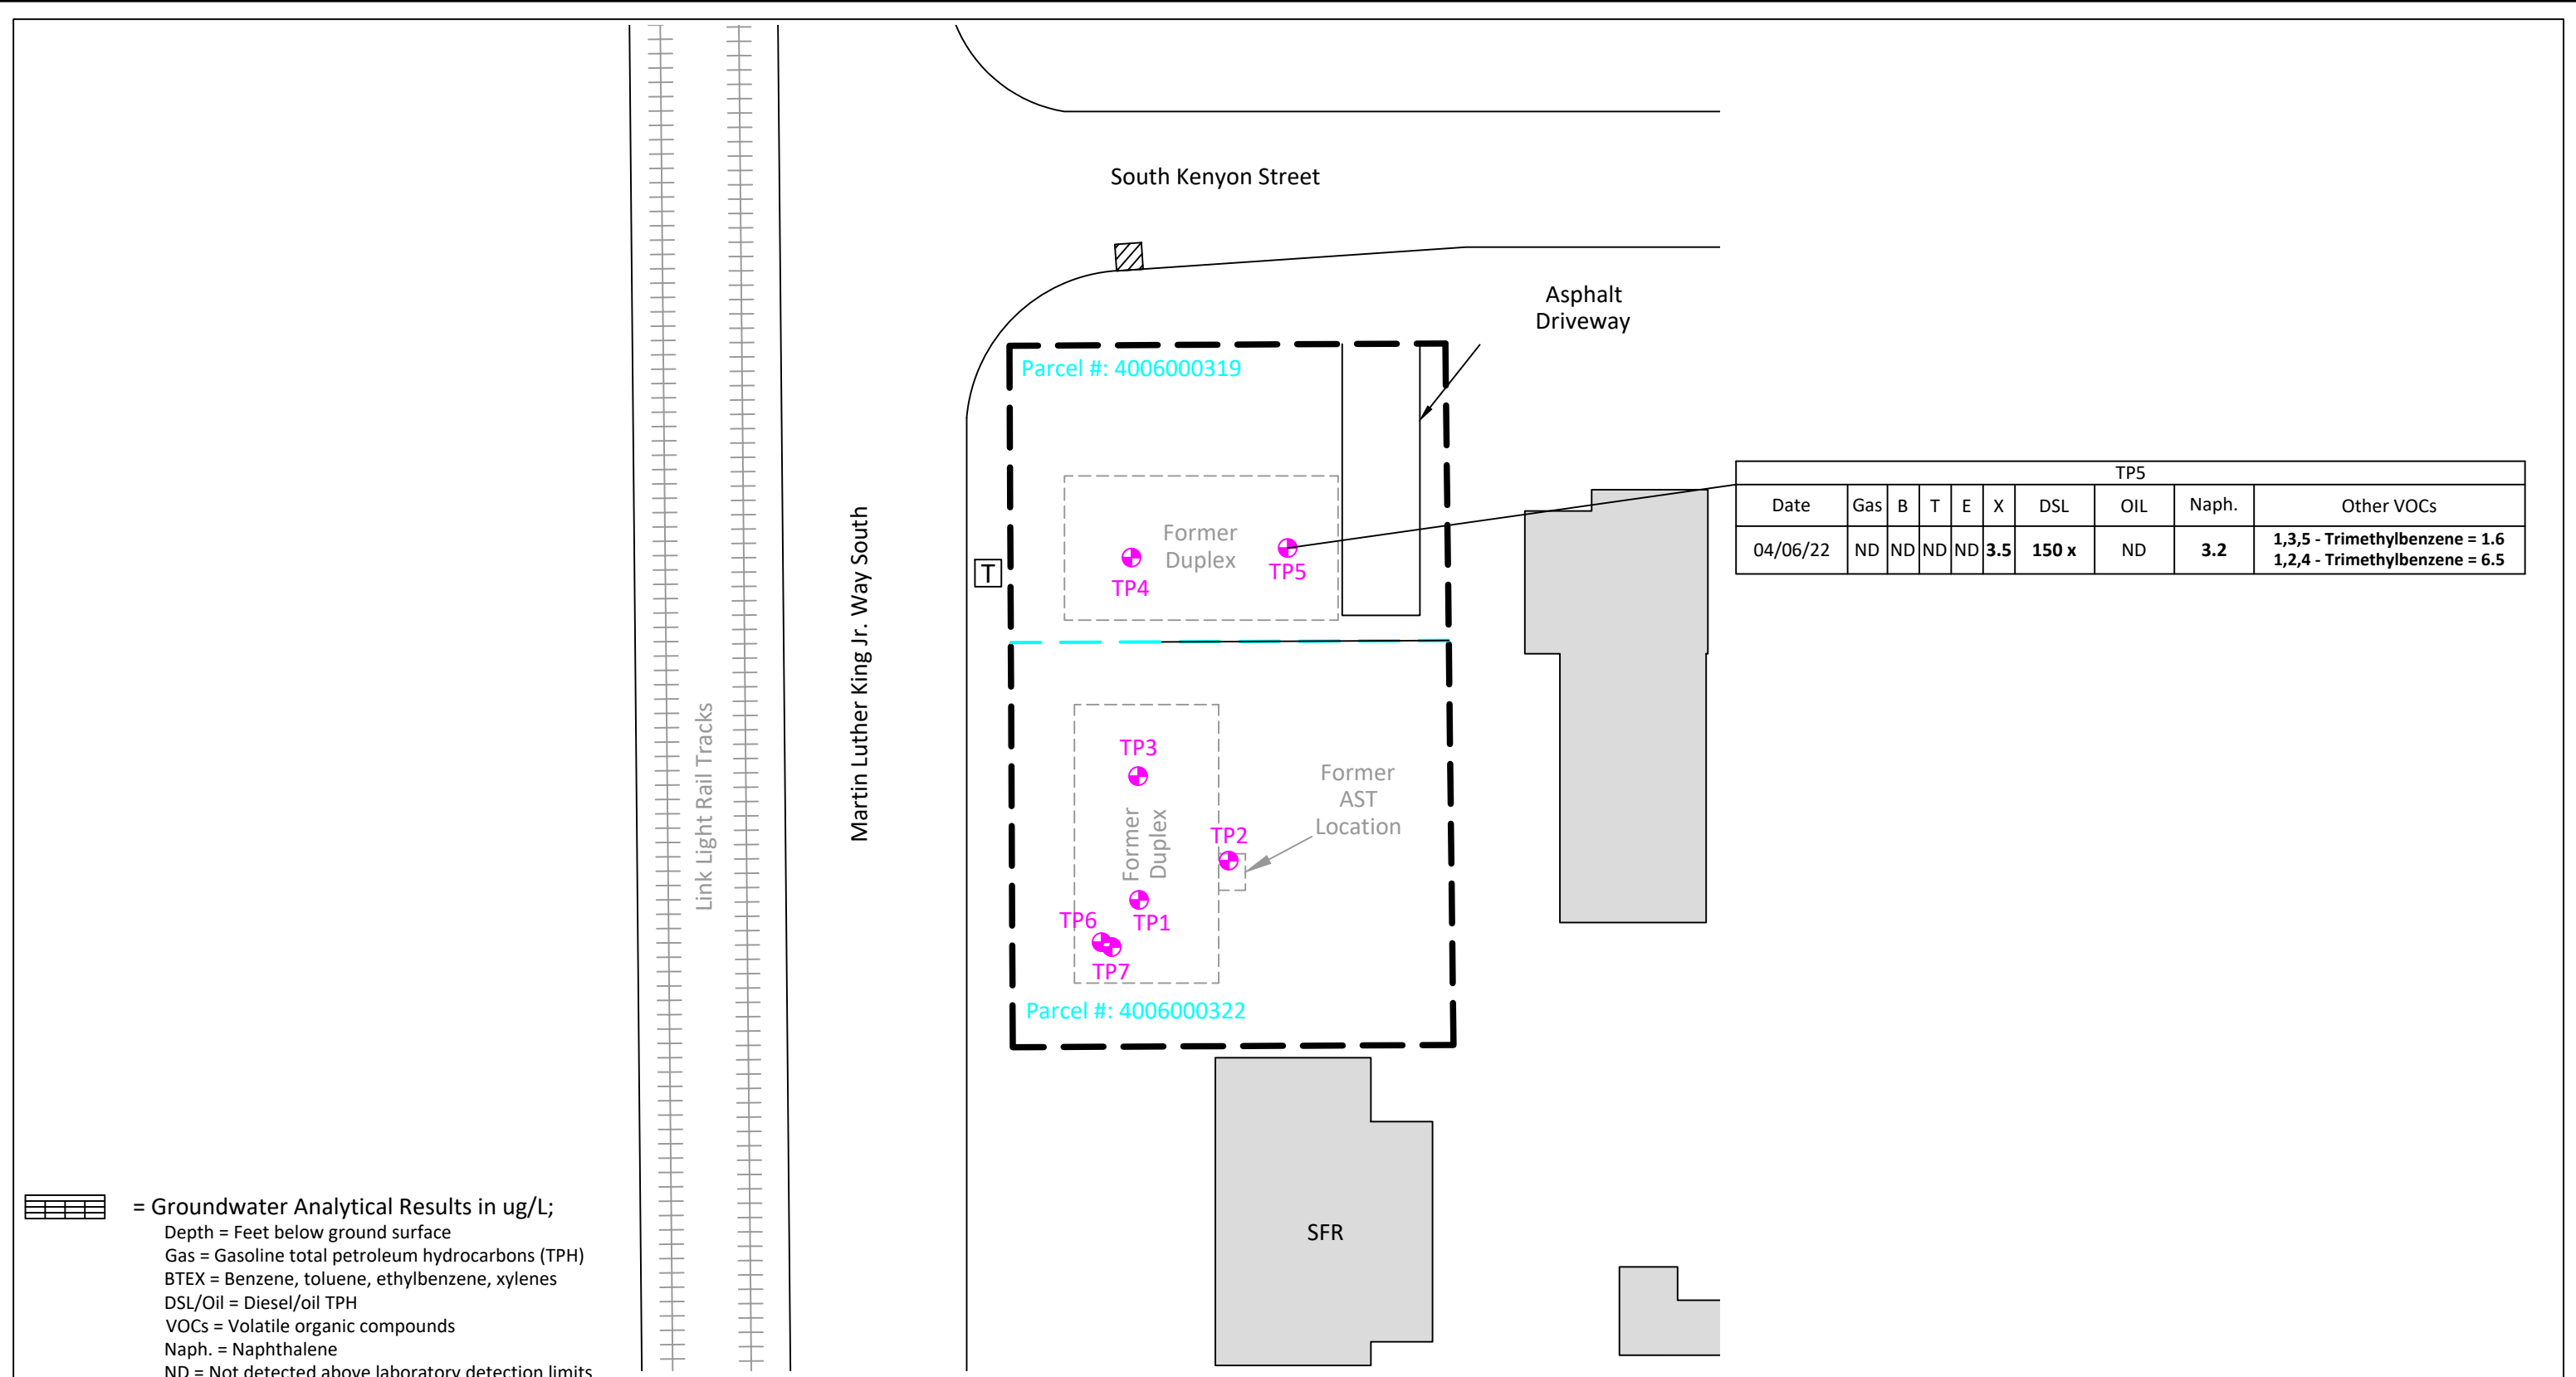 South Kenyon Street
Asphalt
Driveway
Parcel #: 4006000319
Former
Duplex
TP4
TP5
T
Martin Luther King Jr. Way South
Link Light Rail Tracks
TP5
Date Gas B T E X DSL OIL Naph. Other VOCs
04/06/22 ND ND ND ND 3.5 150 x ND 3.2 1,3,5 - Trimethylbenzene = 1.6
1,2,4 - Trimethylbenzene = 6.5
TP3
Former
Duplex
Former
AST
Location
TP2
TP1
TP6
TP7
Parcel #: 4006000322
SFR
= Groundwater Analytical Results in ug/L;
Depth = Feet below ground surface
Gas = Gasoline total petroleum hydrocarbons (TPH)
BTEX = Benzene, toluene, ethylbenzene, xylenes
DSL/Oil = Diesel/oil TPH
VOCs = Volatile organic compounds
Naph. = Naphthalene
ND = Not detected above laboratory detection limits